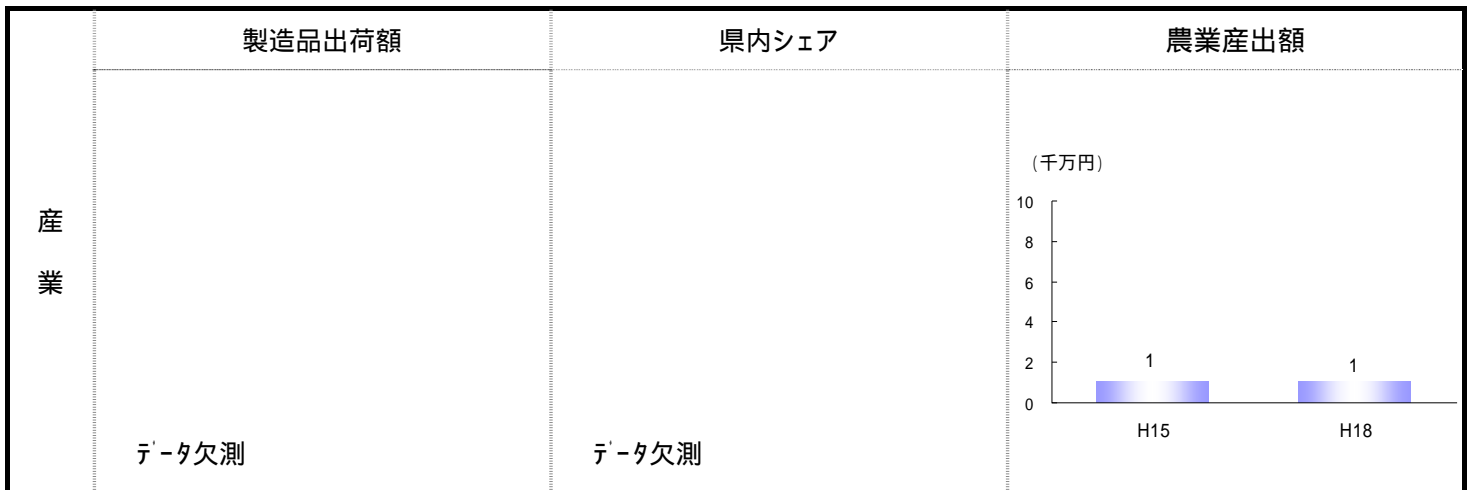 製造品出荷額
県内シェア
農業産出額
産
業
ﾃﾞｰﾀ欠測
ﾃﾞｰﾀ欠測
(千万円)
10
8
6
4
2
0
1
1
H15
H18